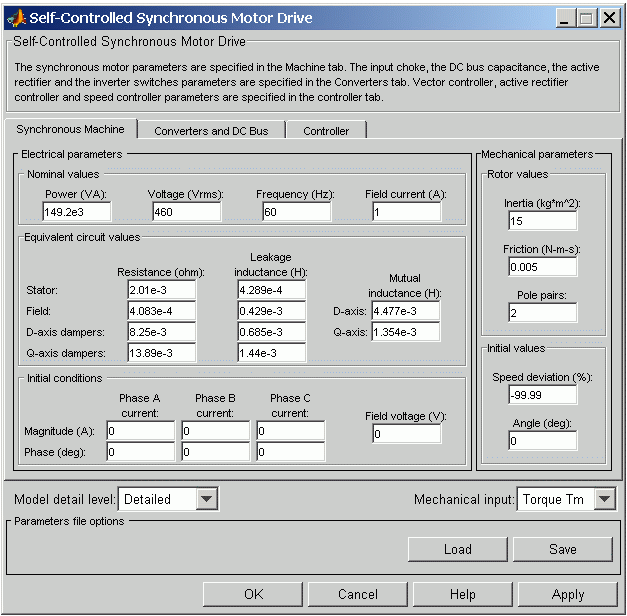 Self-Controlled Synchronous Motor Drive
Self-Controlled Synchronous Motor Drive
The synchronous motor parameters are specified in the Machine tab. The input choke, the DC bus capacitance, the active
rectifier and the inverter switches parameters are specified in the Converters tab. Vector controller, active rectifier
controller and speed controller parameters are specified in the controller tab.
Synchronous Machine Converters and DC Bus Controller
Electrical parameters
Nominal values
Power (VA): Voltage (Vrms): Frequency (Hz): Field current (A):
149.2e3 460 60 1
Equivalent circuit values
Resistance (ohm): Leakage
inductance (H): Mutual
inductance (H):
Stator: 2.01e-3 4.289e-4
Field: 4.083e-4 0.429e-3 D-axis: 4.477e-3
D-axis dampers: 8.25e-3 0.685e-3 Q-axis: 1.354e-3
Q-axis dampers: 13.89e-3 1.44e-3
Initial conditions
Phase A
current: Phase B
current: Phase C
current: Field voltage (V):
Magnitude (A): 0 0 0 0
Phase (deg): 0 0 0
Mechanical parameters
Rotor values
Inertia (kg*m^2):
15
Friction (N-m-s):
0.005
Pole pairs:
2
Initial values
Speed deviation (%):
-99.99
Angle (deg):
0
Model detail level: Detailed Mechanical input: Torque Tm
Parameters file options
Load Save
OK Cancel Help Apply